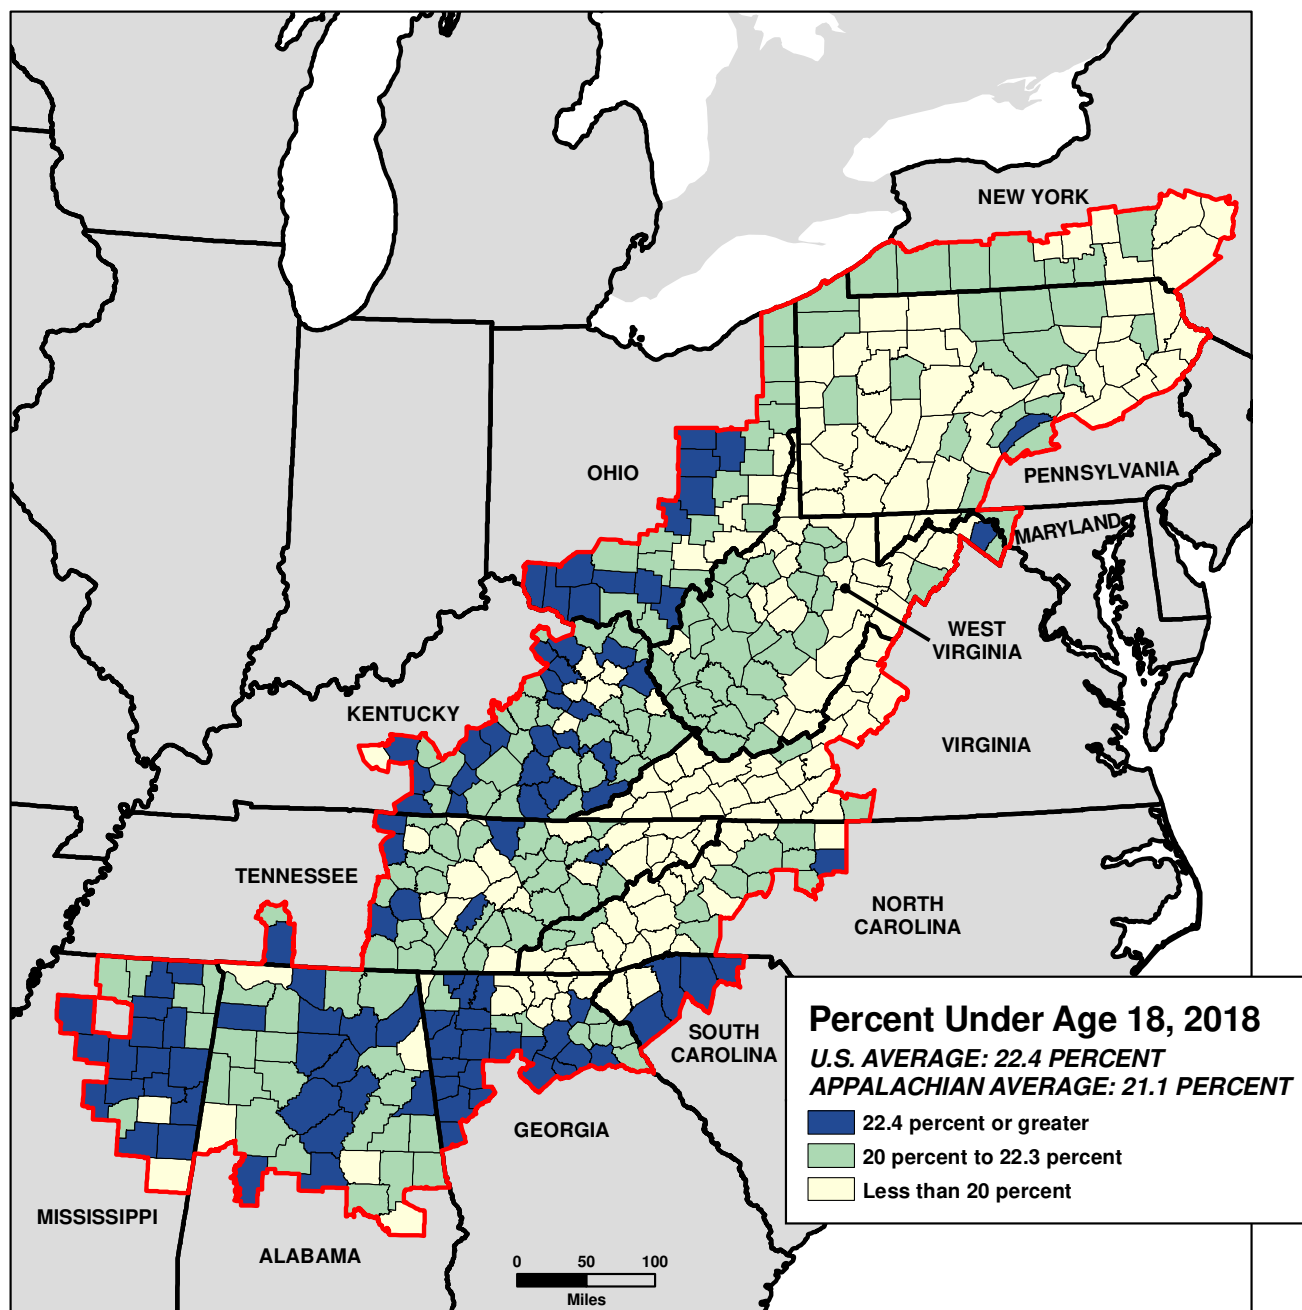 NEW YORK
OHIO
PENNSYLVANIA
MARYLAND
WEST
VIRGINIA
KENTUCKY
VIRGINIA
TENNESSEE
NORTH
CAROLINA
SOUTH
CAROLINA
GEORGIA
MISSISSIPPI
ALABAMA
Percent Under Age 18, 2018
U.S. AVERAGE: 22.4 PERCENT
APPALACHIAN AVERAGE: 21.1 PERCENT
22.4 percent or greater
20 percent to 22.3 percent
Less than 20 percent
0 50 100
Miles